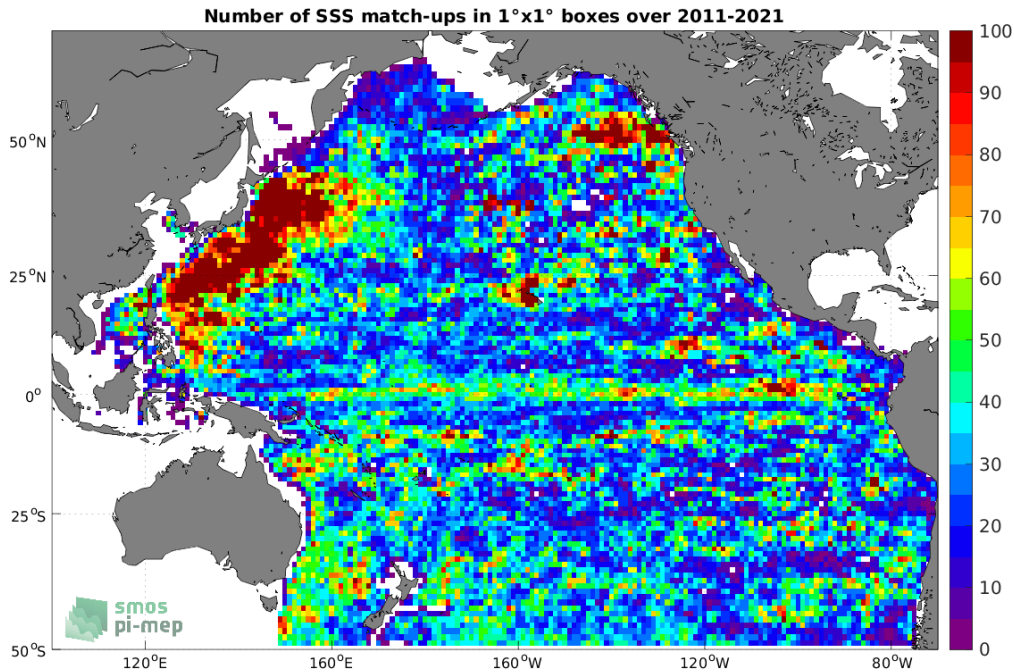 Number of SSS match-ups in 1°x1° boxes over 2011-2021
100
90
80
70
60
50
40
30
20
10
0
50°N
25°N
0°
25°S
50°S
120°E
160°E
160°W
120°W
80°W
smos
pi-mep